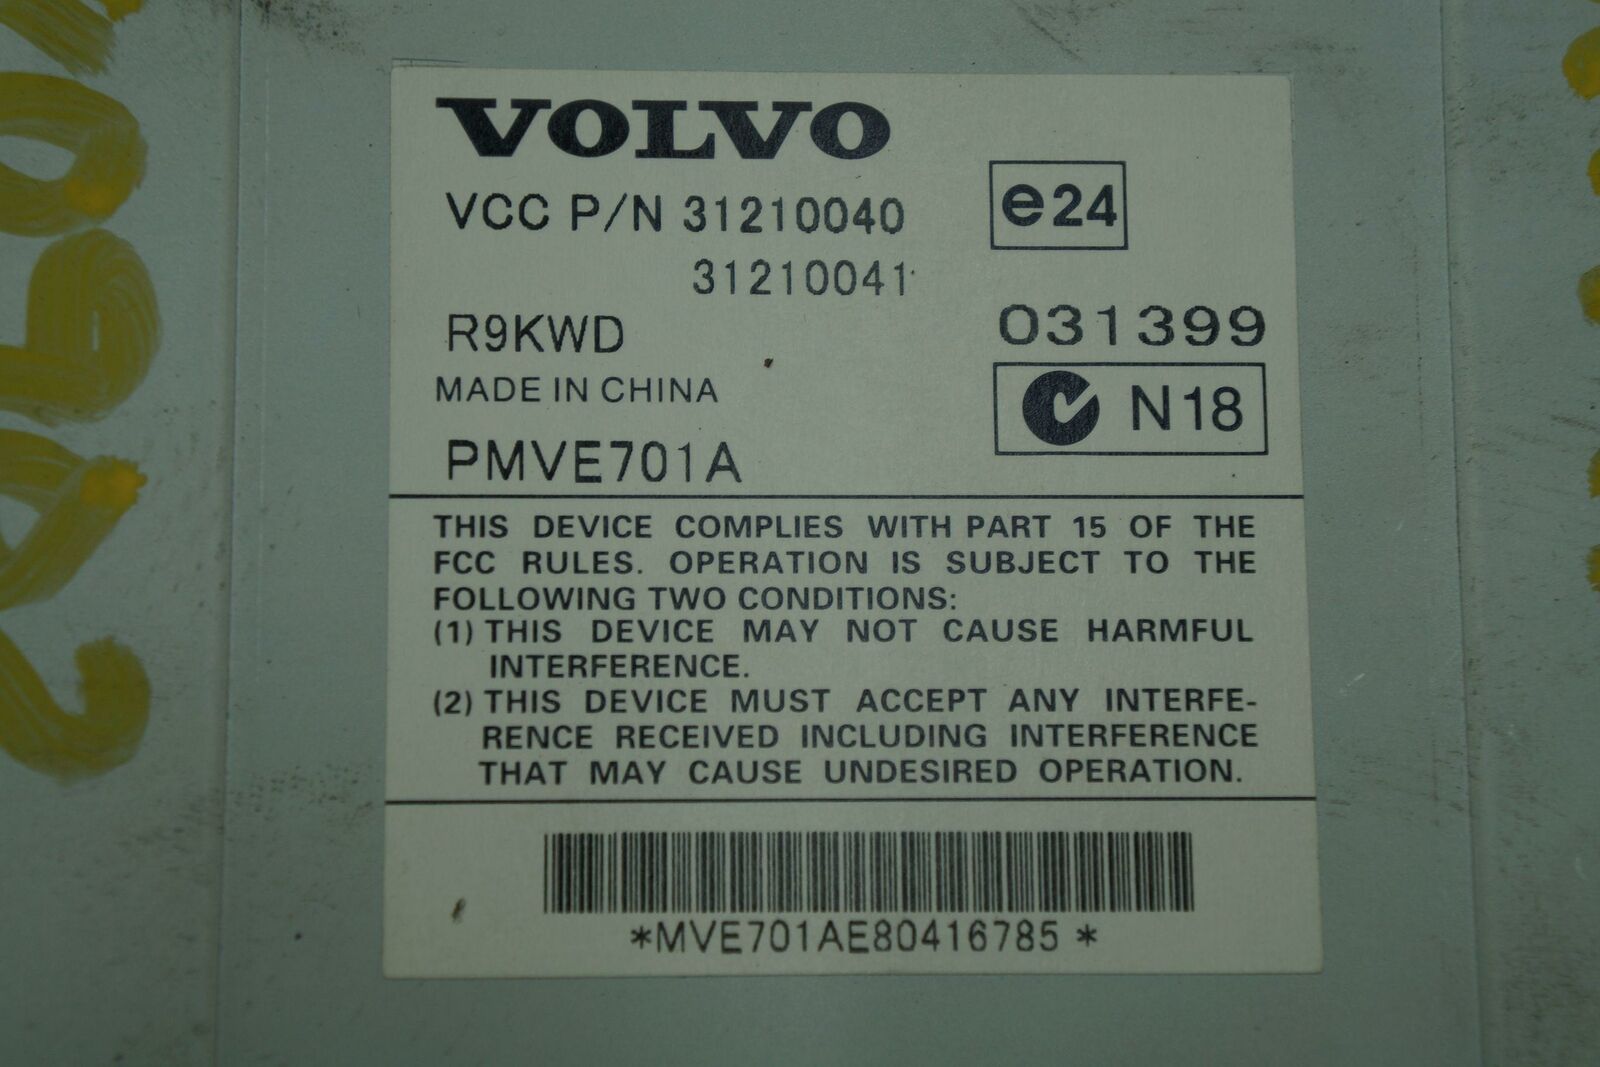 VOLVO
VCC P/N 31210040
e24
31210041
R9KWD
031399
MADE IN CHINA
N18
PMVE701A
THIS DEVICE COMPLIES WITH PART 15 OF THE
FCC RULES. OPERATION IS SUBJECT TO THE
FOLLOWING TWO CONDITIONS:
(1) THIS DEVICE MAY NOT CAUSE HARMFUL
INTERFERENCE.
(2) THIS DEVICE MUST ACCEPT ANY INTERFE-
RENCE RECEIVED INCLUDING INTERFERENCE
THAT MAY CAUSE UNDESIRED OPERATION.
*MVE701AE80416785*